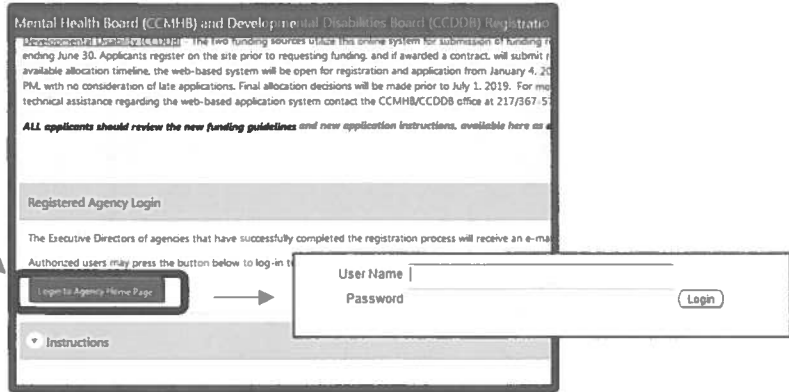 Mental Health Board (CCMHB) and Developmental Disabilities Board (CCDDB) Registratio
Developmental Disability (CCDDB) - The two funding sources utilize this online system for submission of funding r
ending June 30. Applicants register on the site prior to requesting funding, and if awarded a contract, will submit
available allocation timeline, the web-based system will be open for registration and application from January 4, 20
PM, with no consideration of late applications. Final allocation decisions will be made prior to July 1, 2019. For mo
technical assistance regarding the web-based application system contact the CCMHB/CCDDB office at 217/367-57
ALL applicants should review the new funding guidelines and new application instructions, available here as
Registered Agency Login
The Executive Directors of agencies that have successfully completed the registration process will receive an e-ma
Authorized users may press the button below to log-in t
User Name
Login to Agency Home Page
Password
Login
Instructions